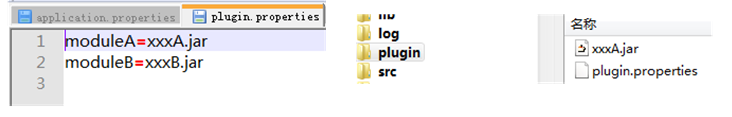 application.properties
plugin.properties
1 moduleA=xxxA.jar
2 moduleB=xxxB.jar
3
lib
log
plugin
src
名称
xxxA.jar
plugin.properties